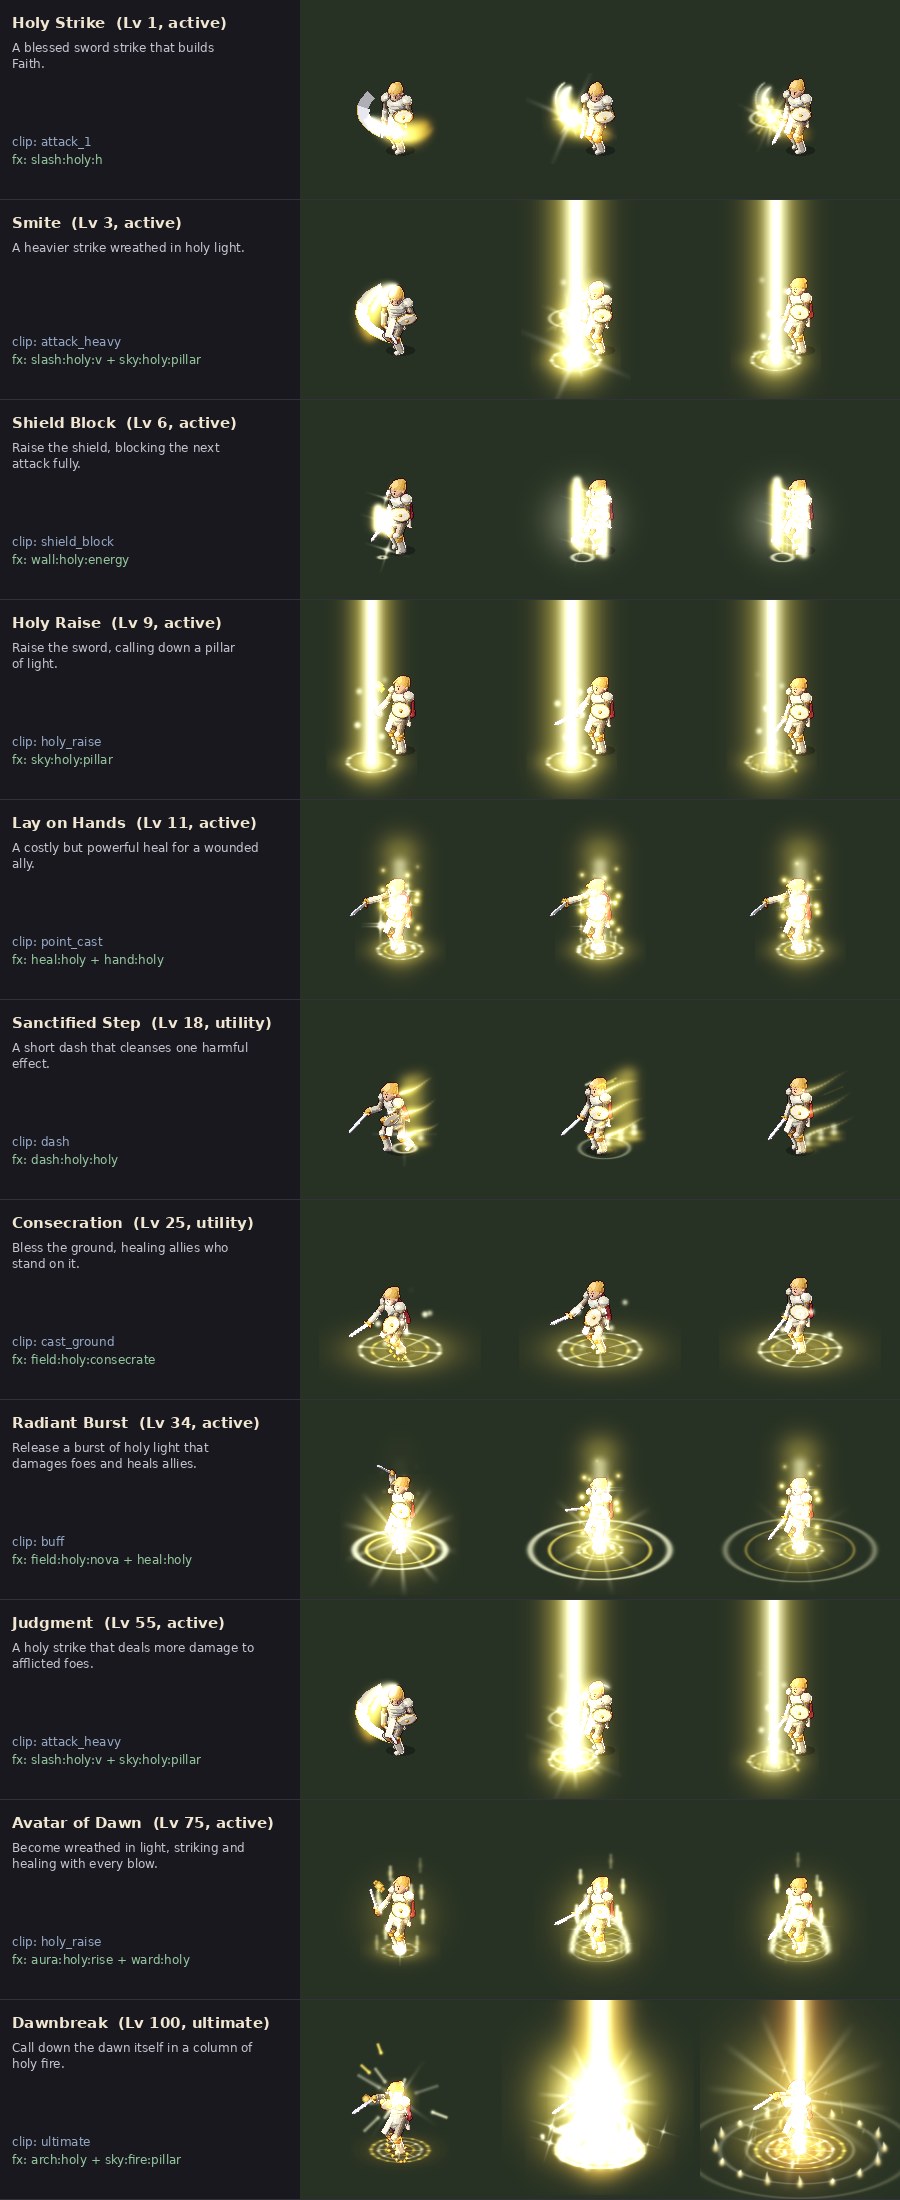 Holy Strike (Lv 1, active)
A blessed sword strike that builds
Faith.
clip: attack_1
fx: slash:holy:h
Smite (Lv 3, active)
A heavier strike wreathed in holy light.
clip: attack_heavy
fx: slash:holy:v + sky:holy:pillar
Shield Block (Lv 6, active)
Raise the shield, blocking the next
attack fully.
clip: shield_block
fx: wall:holy:energy
Holy Raise (Lv 9, active)
Raise the sword, calling down a pillar
of light.
clip: holy_raise
fx: sky:holy:pillar
Lay on Hands (Lv 11, active)
A costly but powerful heal for a wounded
ally.
clip: point_cast
fx: heal:holy + hand:holy
Sanctified Step (Lv 18, utility)
A short dash that cleanses one harmful
effect.
clip: dash
fx: dash:holy:holy
Consecration (Lv 25, utility)
Bless the ground, healing allies who
stand on it.
clip: cast_ground
fx: field:holy:consecrate
Radiant Burst (Lv 34, active)
Release a burst of holy light that
damages foes and heals allies.
clip: buff
fx: field:holy:nova + heal:holy
Judgment (Lv 55, active)
A holy strike that deals more damage to
afflicted foes.
clip: attack_heavy
fx: slash:holy:v + sky:holy:pillar
Avatar of Dawn (Lv 75, active)
Become wreathed in light, striking and
healing with every blow.
clip: holy_raise
fx: aura:holy:rise + ward:holy
Dawnbreak (Lv 100, ultimate)
Call down the dawn itself in a column of
holy fire.
clip: ultimate
fx: arch:holy + sky:fire:pillar